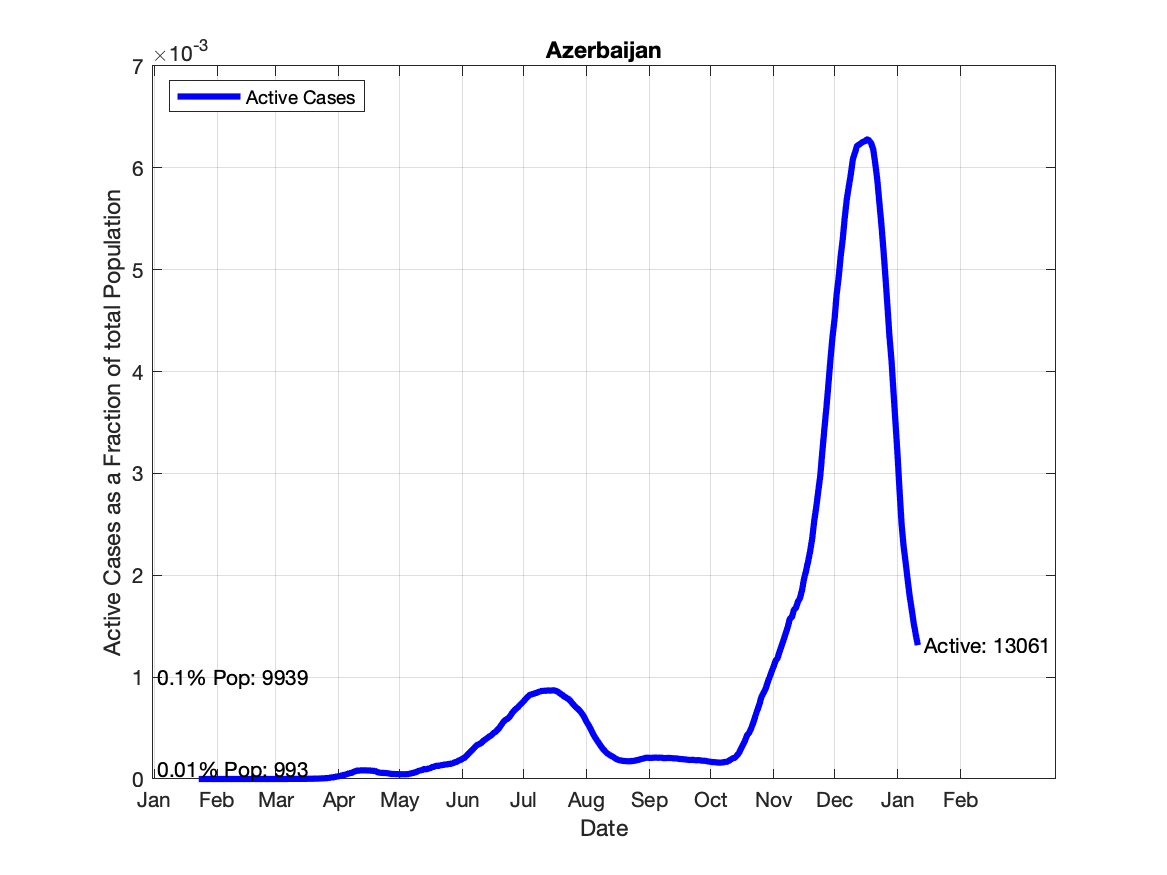 Azerbaijan
×10-3
Active Cases
7
6
5
4
3
2
1
0
Active Cases as a Fraction of total Population
0.1% Pop: 9939
0.01% Pop: 993
Active: 13061
Jan Feb Mar Apr May Jun Jul Aug Sep Oct Nov Dec Jan Feb
Date